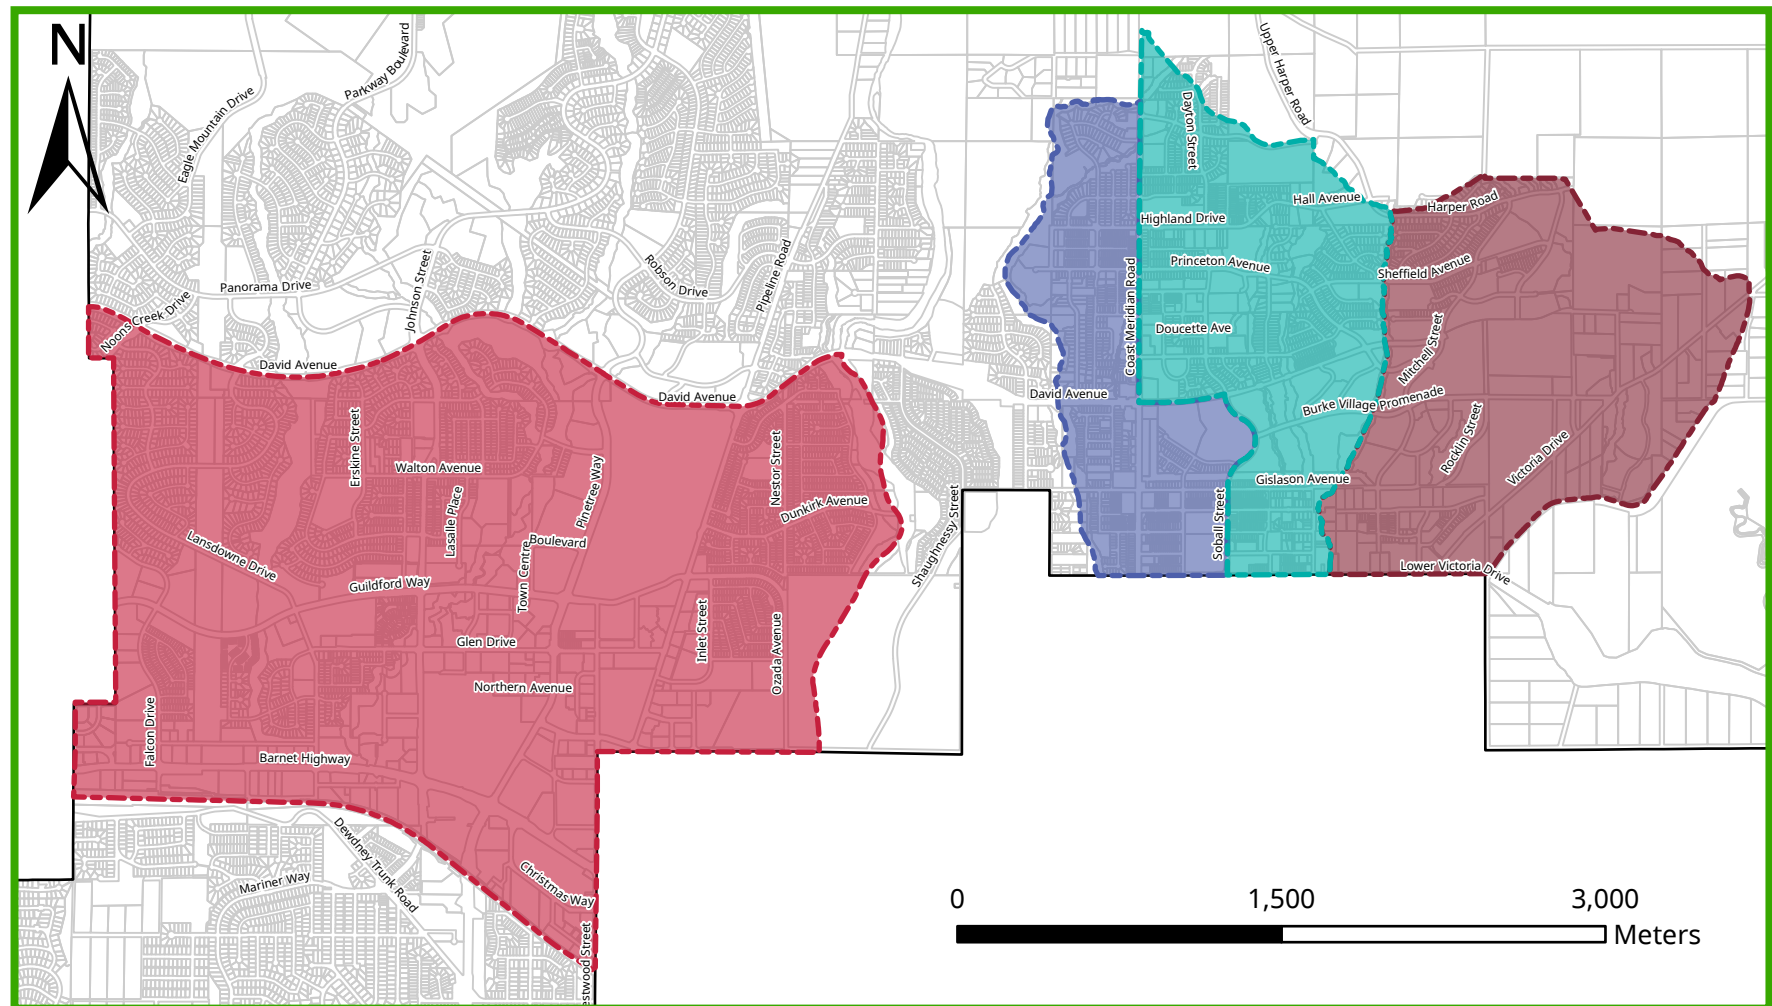 N
Parkway Boulevard
Eagle Mountain Drive
Upper Harper Road
Dayton Street
Hall Avenue
Harper Road
Highland Drive
Princeton Avenue
Sheffield Avenue
Johnson Street
Robson Drive
Pipeline Road
Panorama Drive
Noons Creek Drive
Coast Meridian Road
Doucette Ave
Mitchell Street
David Avenue
David Avenue
David Avenue
Burke Village Promenade
Erskine Street
Walton Avenue
Nestor Street
Rocklin Street
Victoria Drive
Gislason Avenue
Lasalle Place
Pinetree Way
Dunkirk Avenue
Shaughnessy Street
Soball Street
Lansdowne Drive
Boulevard
Town Centre
Guildford Way
Lower Victoria Drive
Glen Drive
Inlet Street
Ozada Avenue
Northern Avenue
Falcon Drive
Barnet Highway
Dewdney Trunk Road
Mariner Way
Christmas Way
estwood Street
0
1,500
3,000
Meters